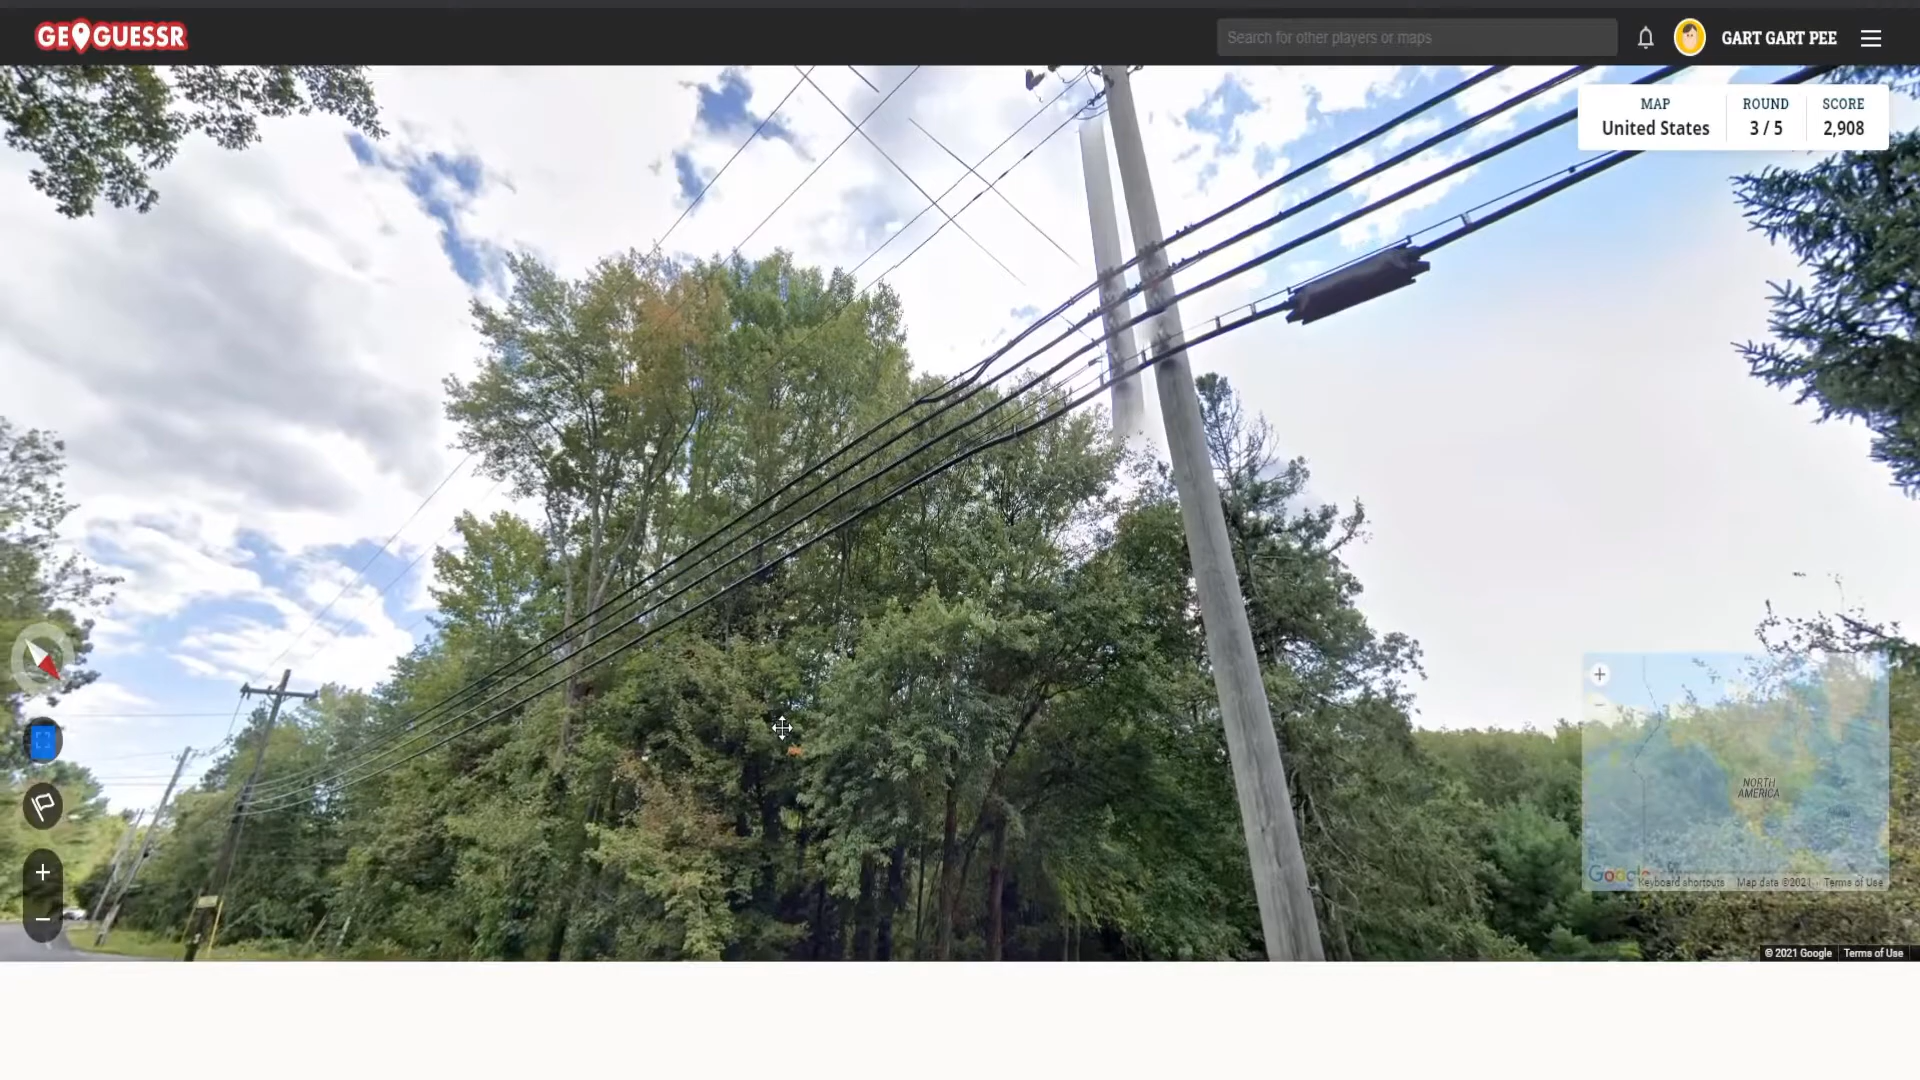 GEOGUESSR
Search for other players or maps
GART GART PEE
MAP
United States
ROUND
3 / 5
SCORE
2,908
NORTH
AMERICA
Google
Keyboard shortcuts
Map data ©2021
Terms of Use
© 2021 Google
Terms of Use